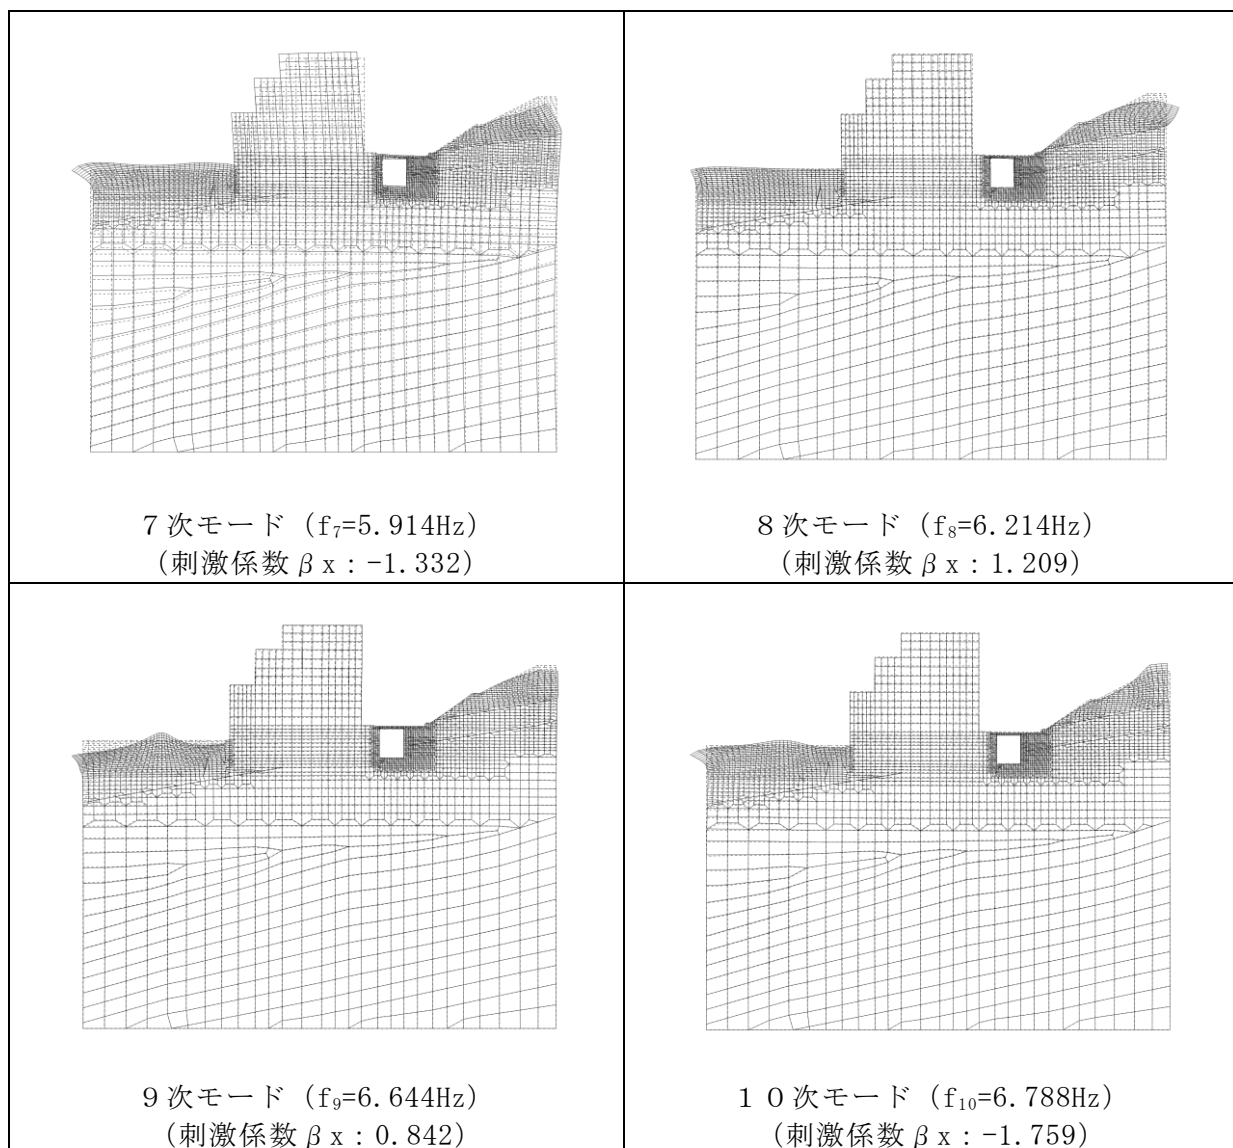 7次モード (f₇=5.914Hz)
(刺激係数βx:-1.332)
8次モード (f₈=6.214Hz)
(刺激係数βx:1.209)
9次モード (f₉=6.644Hz)
(刺激係数βx:0.842)
10次モード (f₁₀=6.788Hz)
(刺激係数βx:-1.759)